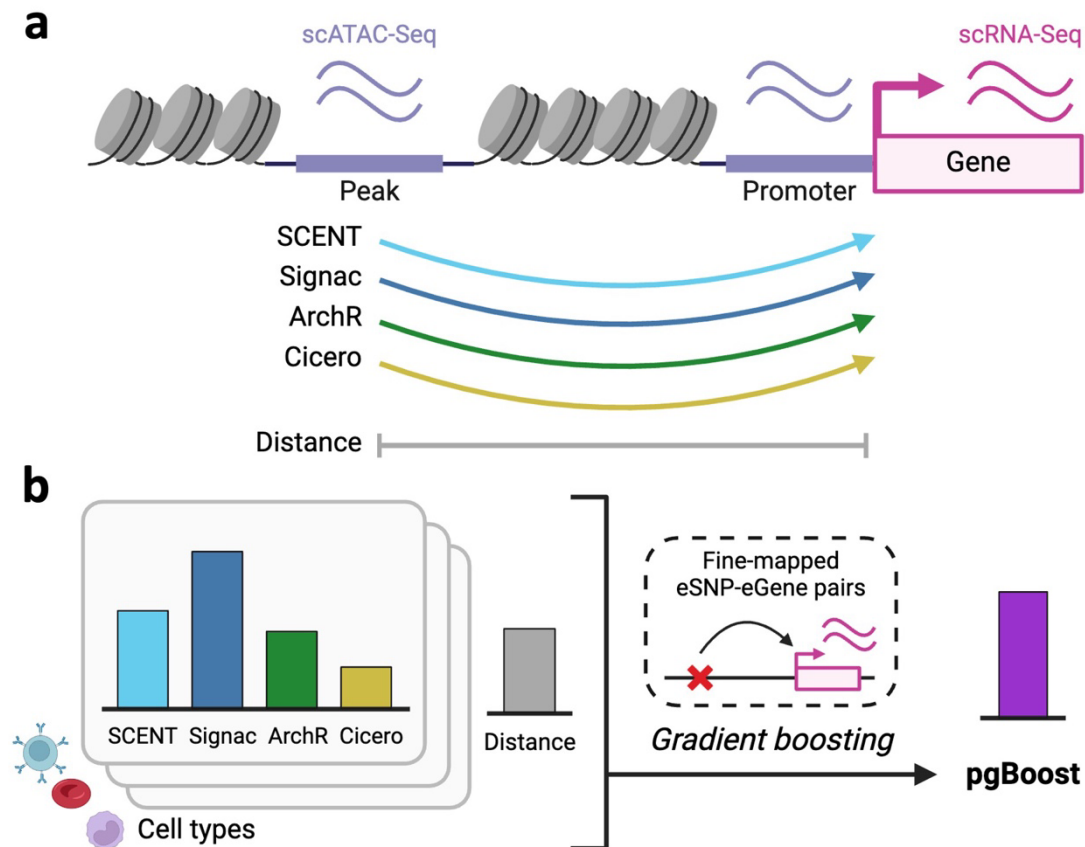 a
scATAC-Seq
scRNA-Seq
Peak
Promoter
Gene
SCENT
Signac
ArchR
Cicero
Distance
b
SCENT Signac ArchR Cicero
Distance
Cell types
Fine-mapped
eSNP-eGene pairs
Gradient boosting
pgBoost